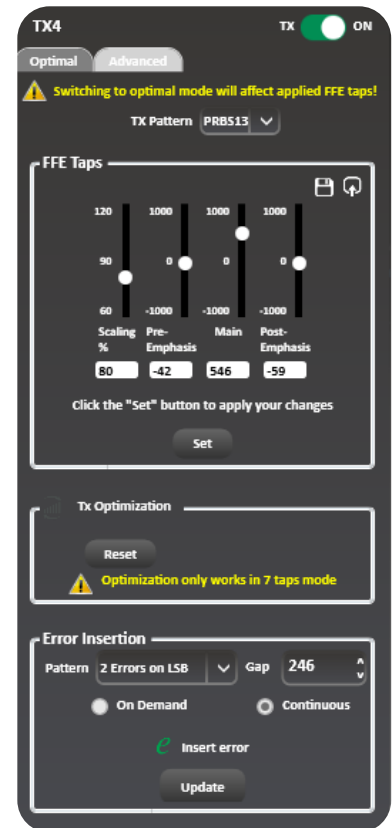 TX4 TX ON
Optimal Advanced
Switching to optimal mode will affect applied FFE taps!
TX Pattern PRBS13
FFE Taps
120 1000 1000 1000
90 0 0 0
60 -1000 -1000 -1000
Scaling Pre- Main Post-
% Emphasis Emphasis
80 -42 546 -59
Click the "Set" button to apply your changes
Set
Tx Optimization
Reset
Optimization only works in 7 taps mode
Error Insertion
Pattern 2 Errors on LSB Gap 246
On Demand Continuous
e Insert error
Update